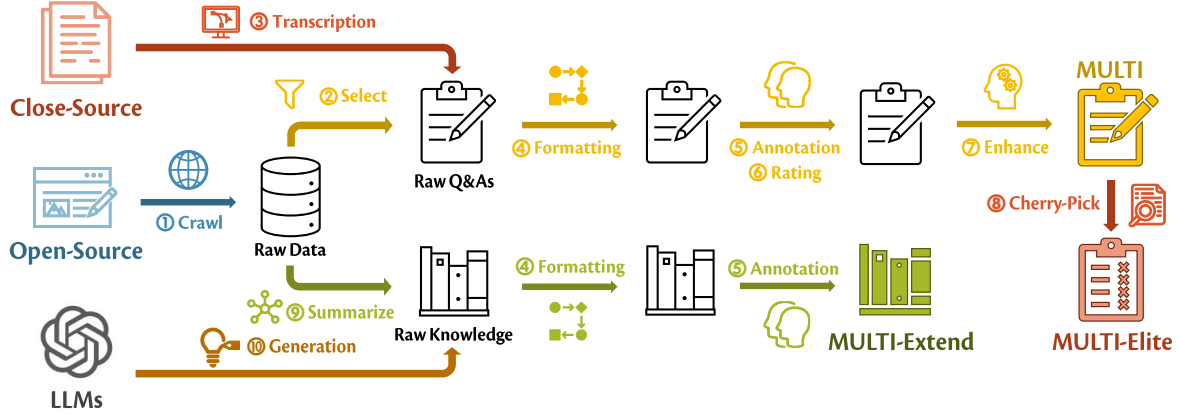 ③ Transcription
Close-Source
② Select
MULTI
④ Formatting
⑤ Annotation
⑥ Rating
⑦ Enhance
Raw Q&As
① Crawl
Open-Source
Raw Data
⑧ Cherry-Pick
④ Formatting
⑤ Annotation
⑨ Summarize
Raw Knowledge
MULTI-Extend
MULTI-Elite
⑩ Generation
LLMs